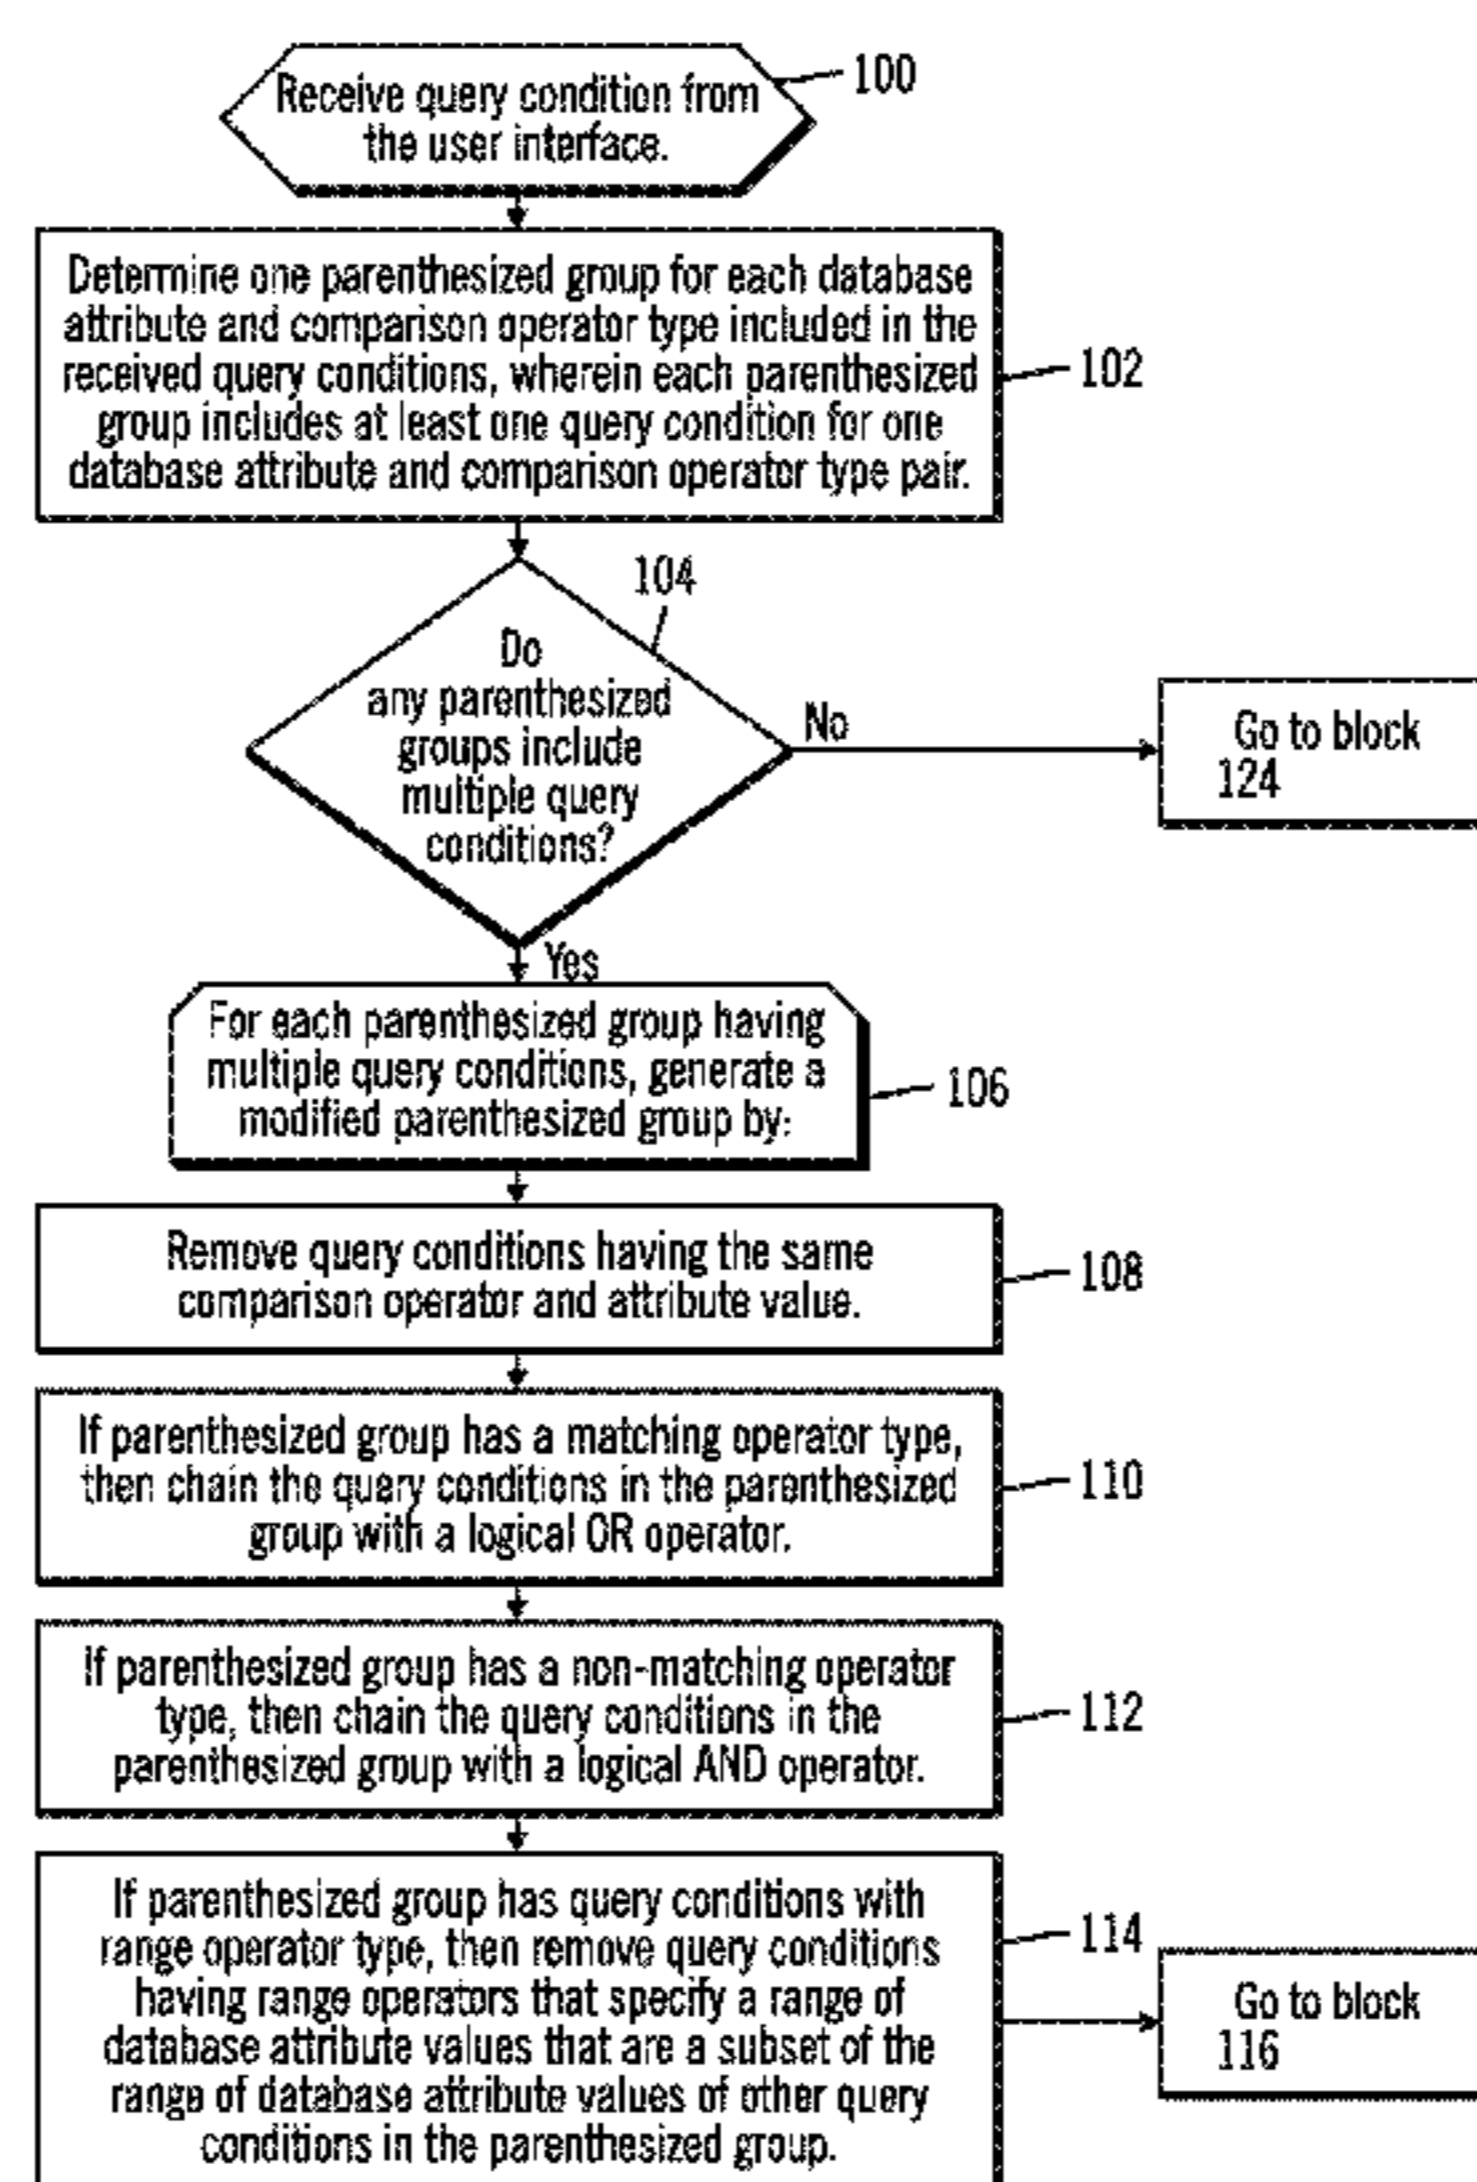 Receive query condition from
the user interface.
100
Determine one parenthesized group for each database
attribute and comparison operator type included in the
received query conditions, wherein each parenthesized
group includes at least one query condition for one
database attribute and comparison operator type pair.
102
104
Do
any parenthesized
groups include
multiple query
conditions?
No
Go to block
124
Yes
For each parenthesized group having
multiple query conditions, generate a
modified parenthesized group by:
106
Remove query conditions having the same
comparison operator and attribute value.
108
If parenthesized group has a matching operator type,
then chain the query conditions in the parenthesized
group with a logical OR operator.
110
If parenthesized group has a non-matching operator
type, then chain the query conditions in the
parenthesized group with a logical AND operator.
112
If parenthesized group has query conditions with
range operator type, then remove query conditions
having range operators that specify a range of
database attribute values that are a subset of the
range of database attribute values of other query
conditions in the parenthesized group.
114
Go to block
116